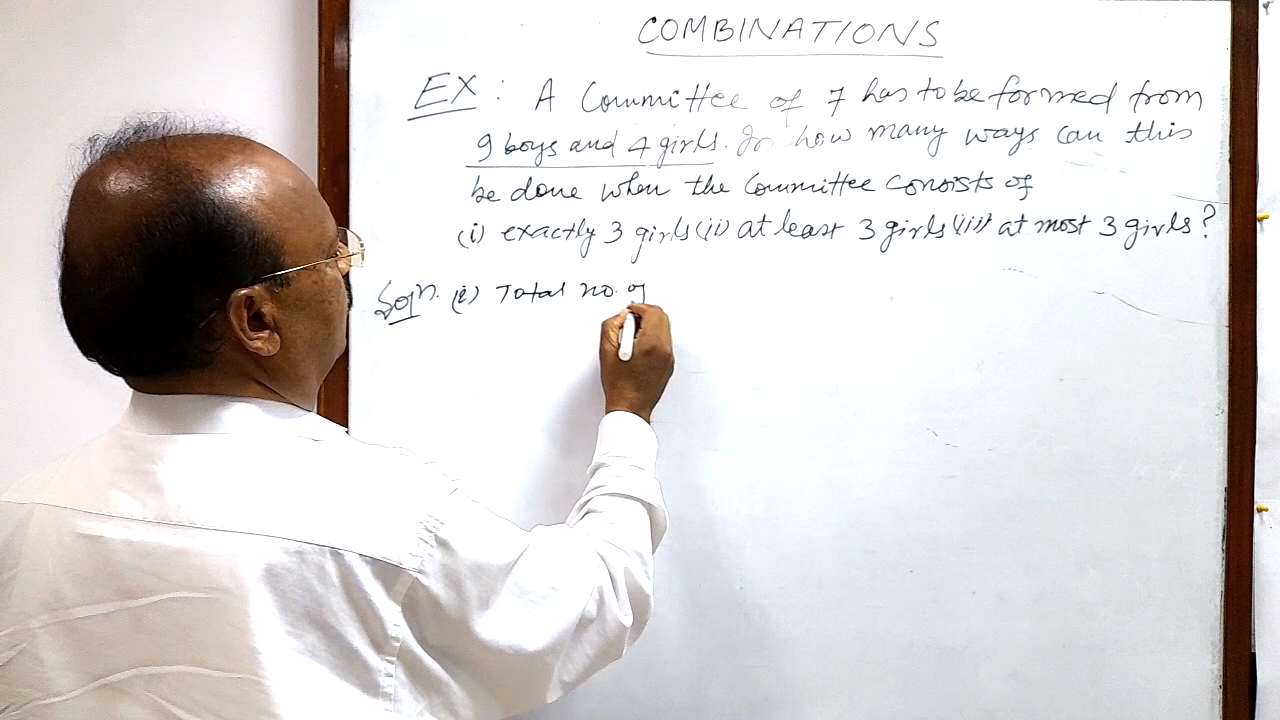 COMBINATIONS
EX: A Committee of 7 has to be formed from
9 boys and 4 girls. In how many ways can this
be done when the Committee consists of
(i) exactly 3 girls (ii) at least 3 girls (iii) at most 3 girls?
Solⁿ. (i) Total no. of